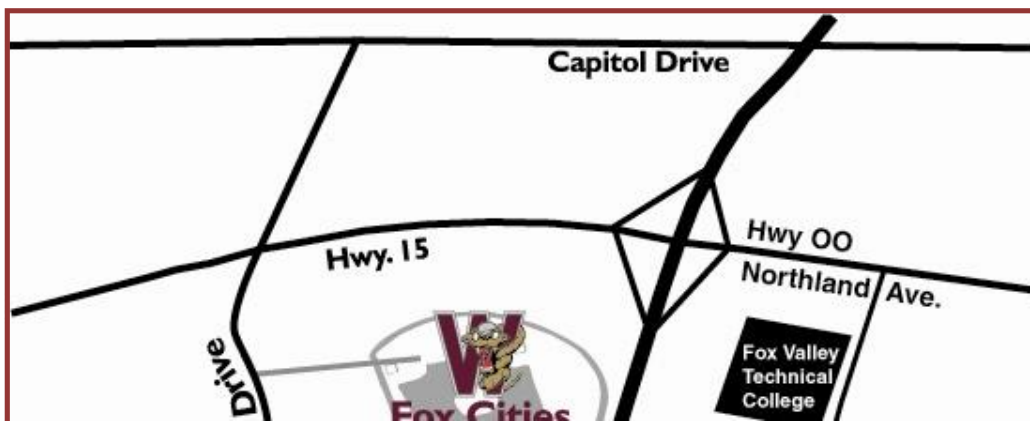 Capitol Drive
Hwy OO
Hwy. 15
Northland Ave.
W
Drive
Fox Valley
Technical
College
Fox Cities